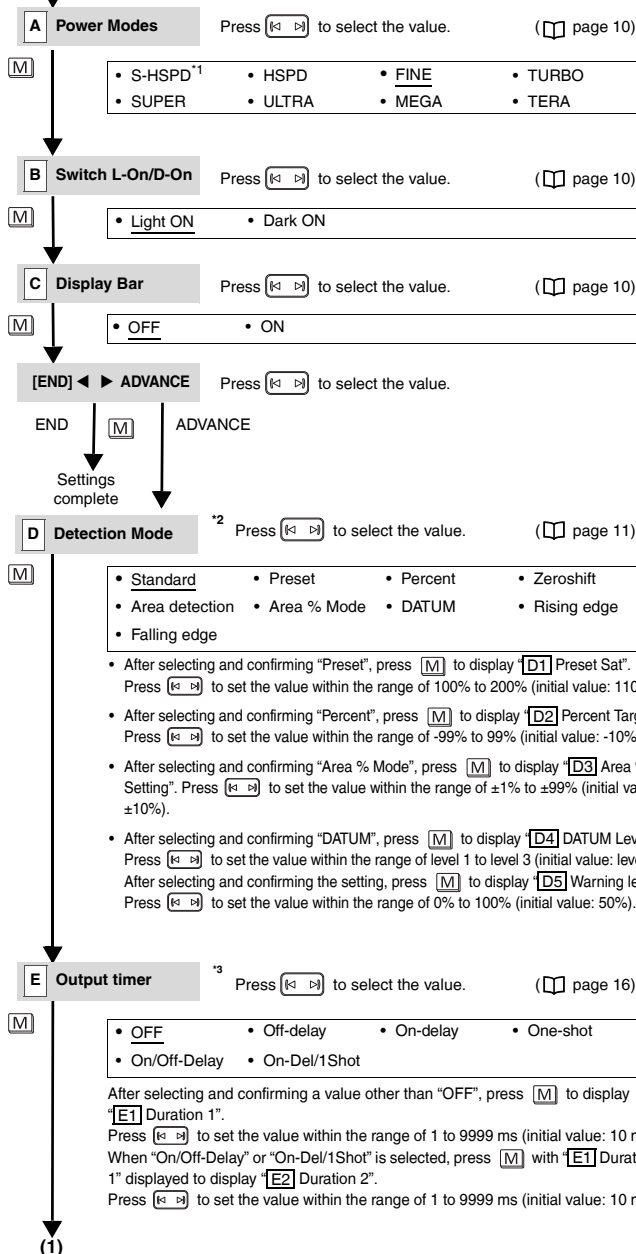 A Power Modes Press to select the value. ( page 10)
M
• S-HSPD*1 • HSPD • FINE • TURBO
• SUPER • ULTRA • MEGA • TERA
B Switch L-On/D-On Press to select the value. ( page 10)
M
• Light ON • Dark ON
C Display Bar Press to select the value. ( page 10)
M
• OFF • ON
[END] ◀ ▶ ADVANCE Press to select the value.
END M ADVANCE
Settings
complete
D Detection Mode *2 Press to select the value. ( page 11)
M
• Standard • Preset • Percent • Zeroshift
• Area detection • Area % Mode • DATUM • Rising edge
• Falling edge
• After selecting and confirming “Preset”, press M to display “D1 Preset Sat”.
Press to set the value within the range of 100% to 200% (initial value: 110
• After selecting and confirming “Percent”, press M to display “D2 Percent
Press to set the value within the range of -99% to 99% (initial value: -10%
• After selecting and confirming “Area % Mode”, press M to display “D3 Area
Setting”. Press to set the value within the range of ±1% to ±99% (initial
±10%).
• After selecting and confirming “DATUM”, press M to display “D4 DATUM
Press to set the value within the range of level 1 to level 3 (initial value:
After selecting and confirming the setting, press M to display “D5 Warning
Press to set the value within the range of 0% to 100% (initial value: 50%).
E Output timer *3 Press to select the value. ( page 16)
M
• OFF • Off-delay • On-delay • One-shot
• On/Off-Delay • On-Del/1Shot
After selecting and confirming a value other than “OFF”, press M to display
“E1 Duration 1”.
Press to set the value within the range of 1 to 9999 ms (initial value: 10
When “On/Off-Delay” or “On-Del/1Shot” is selected, press M with “E1
1” displayed to display “E2 Duration 2”.
Press to set the value within the range of 1 to 9999 ms (initial value: 10
(1)